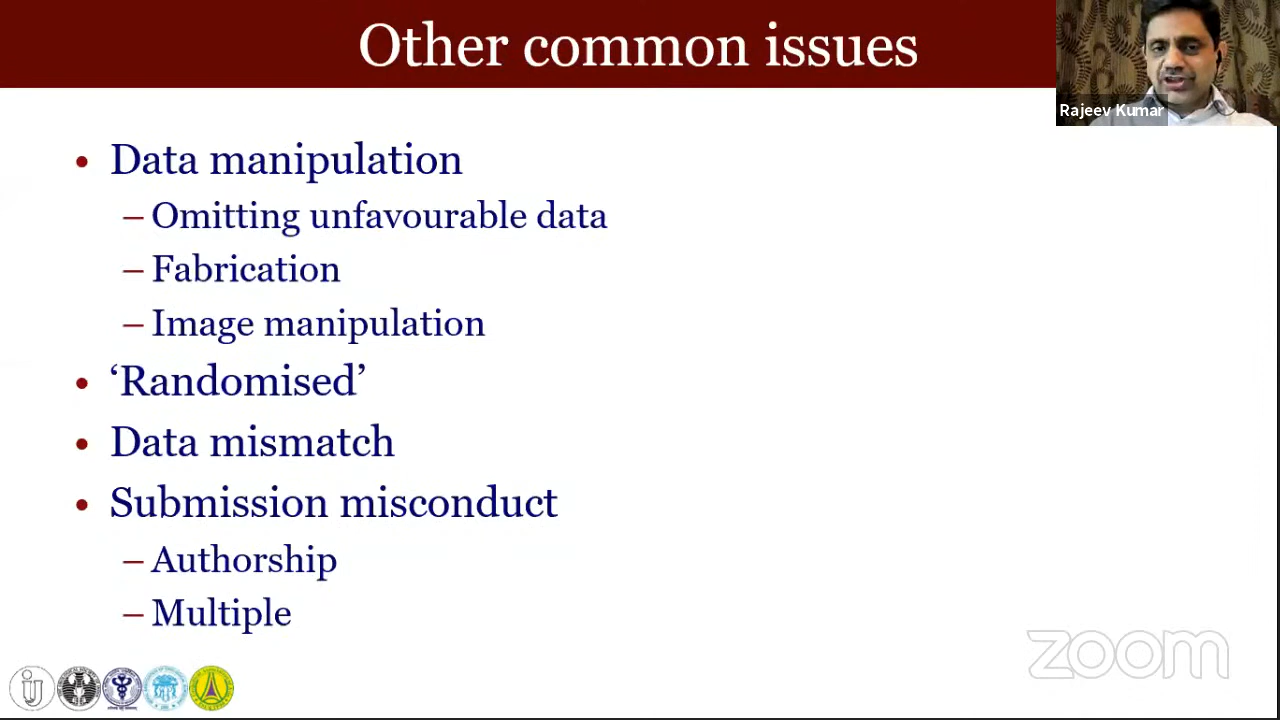 Other common issues
Rajeev Kumar
• Data manipulation
– Omitting unfavourable data
– Fabrication
– Image manipulation
• ‘Randomised’
• Data mismatch
• Submission misconduct
– Authorship
– Multiple
zoom